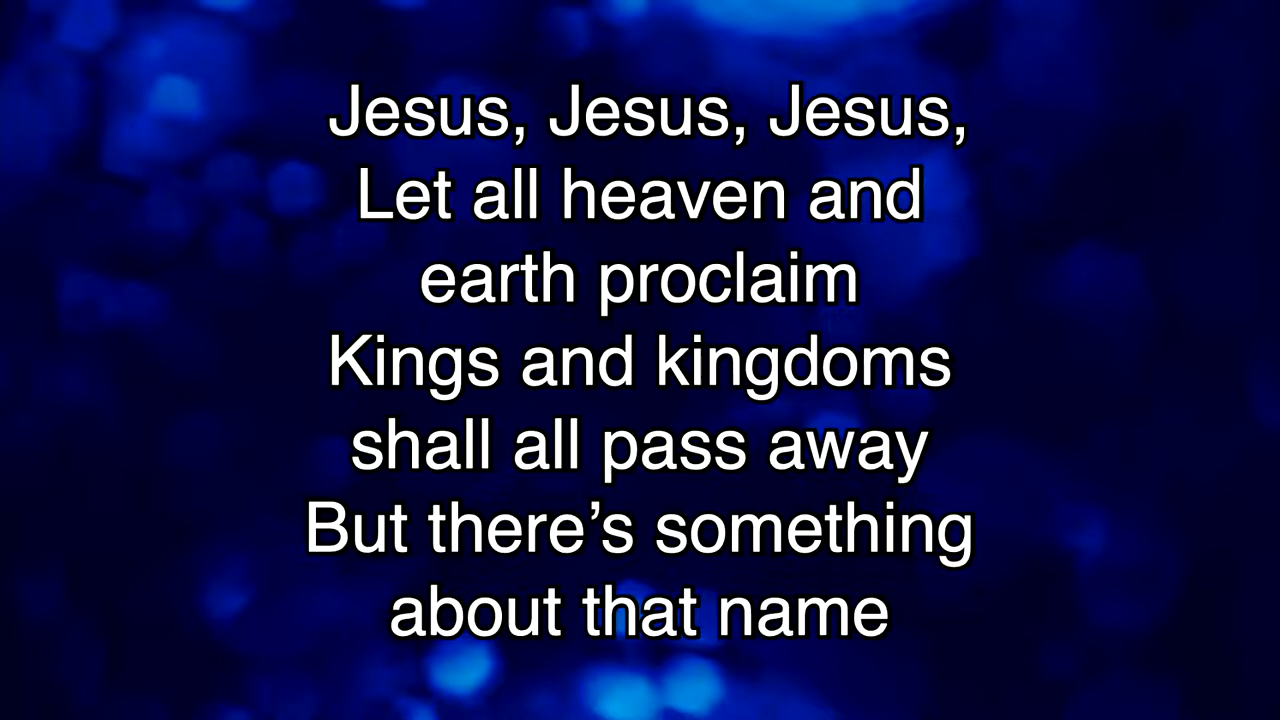 Jesus, Jesus, Jesus,
Let all heaven and
earth proclaim
Kings and kingdoms
shall all pass away
But there’s something
about that name